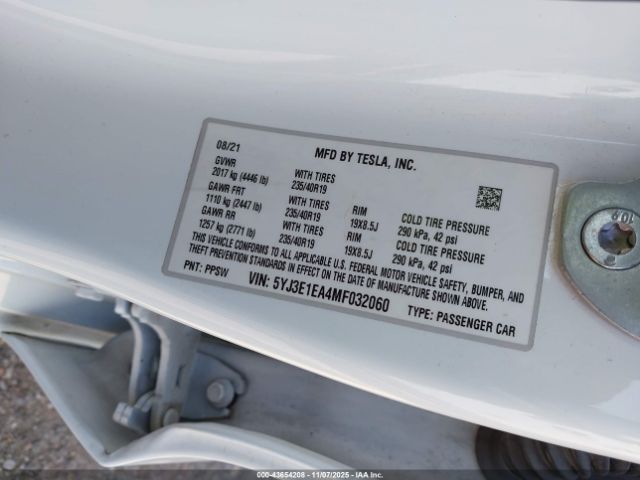 08/21 MFD BY TESLA, INC.
GVWR
2017 kg (4446 lb)
GAWR FRT WITH TIRES RIM COLD TIRE PRESSURE
1110 kg (2447 lb) 235/40R19 19X8.5J 290 kPa, 42 psi
GAWR RR WITH TIRES RIM COLD TIRE PRESSURE
1257 kg (2771 lb) 235/40R19 19X8.5J 290 kPa, 42 psi
WITH TIRES
235/40R19
THIS VEHICLE CONFORMS TO ALL APPLICABLE U.S. FEDERAL MOTOR VEHICLE SAFETY, BUMPER, AND
THEFT PREVENTION STANDARDS IN EFFECT ON THE DATE OF MANUFACTURE SHOWN ABOVE.
PNT: PPSW VIN: 5YJ3E1EA4MF032060 TYPE: PASSENGER CAR
000-43654208 - 11/07/2025 - IAAI.COM